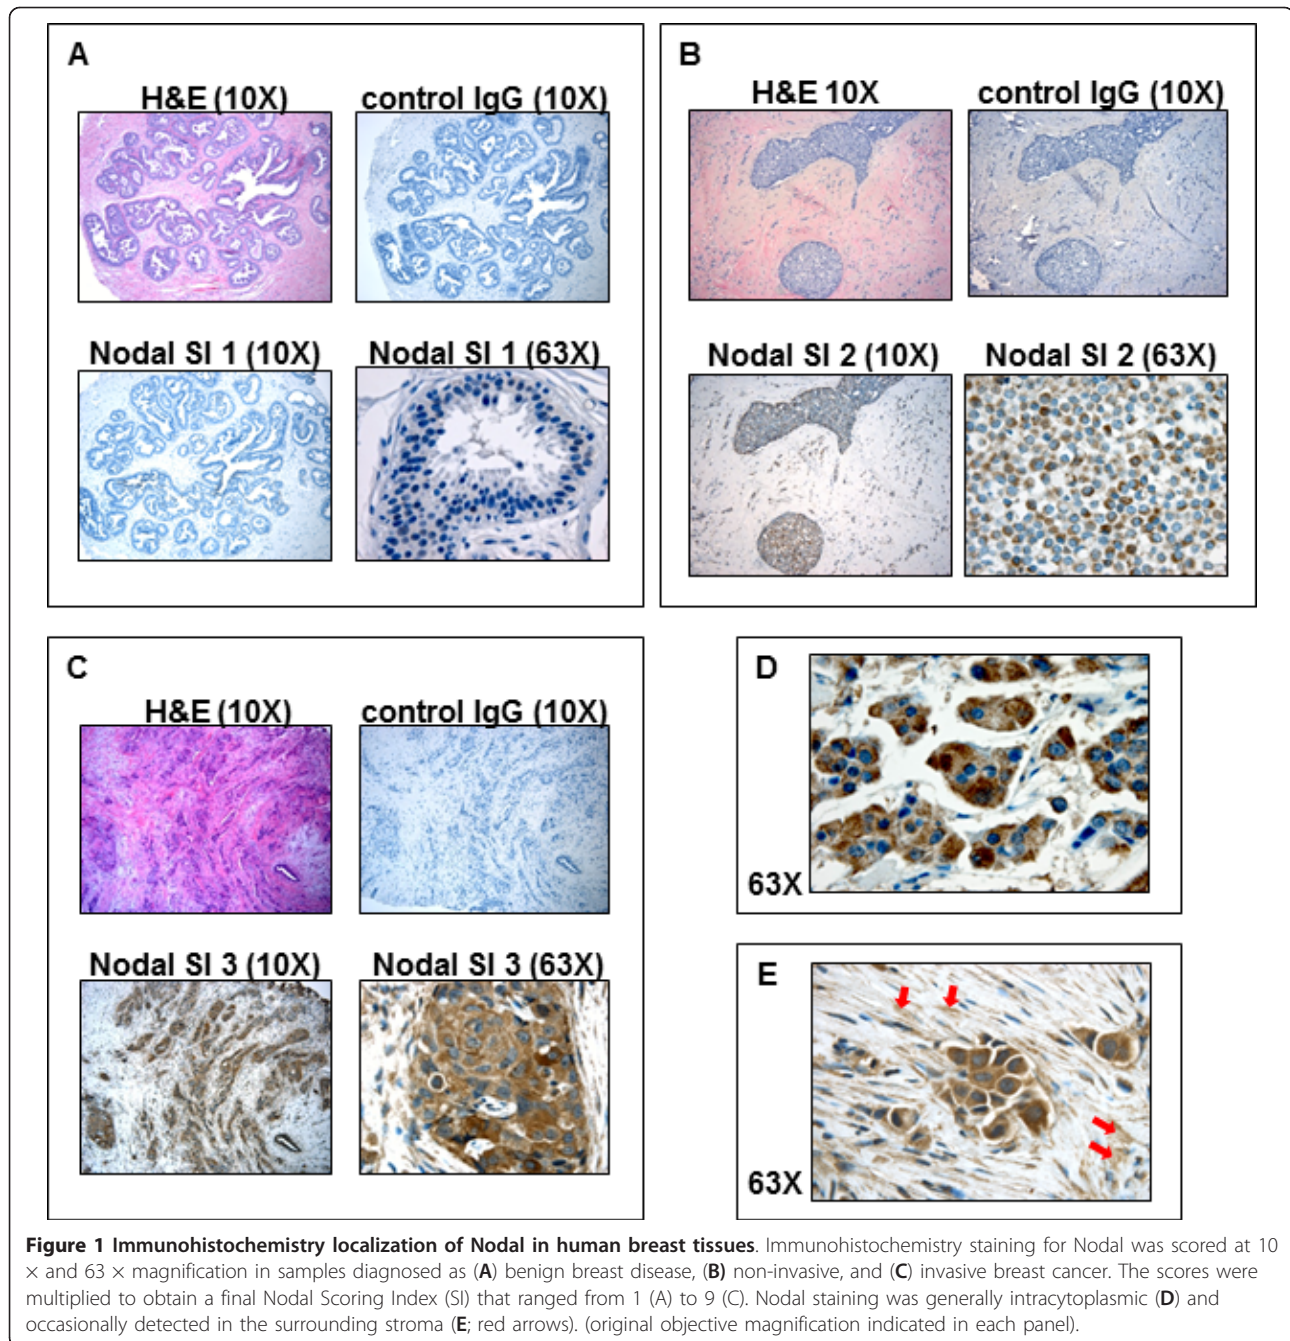 A
H&E (10X)
control IgG (10X)
Nodal SI 1 (10X)
Nodal SI 1 (63X)
B
H&E 10X
control IgG (10X)
Nodal SI 2 (10X)
Nodal SI 2 (63X)
C
H&E (10X)
control IgG (10X)
Nodal SI 3 (10X)
Nodal SI 3 (63X)
D
63X
E
63X
Figure 1 Immunohistochemistry localization of Nodal in human breast tissues. Immunohistochemistry staining for Nodal was scored at 10
× and 63 × magnification in samples diagnosed as (A) benign breast disease, (B) non-invasive, and (C) invasive breast cancer. The scores were
multiplied to obtain a final Nodal Scoring Index (SI) that ranged from 1 (A) to 9 (C). Nodal staining was generally intracytoplasmic (D) and
occasionally detected in the surrounding stroma (E; red arrows). (original objective magnification indicated in each panel).